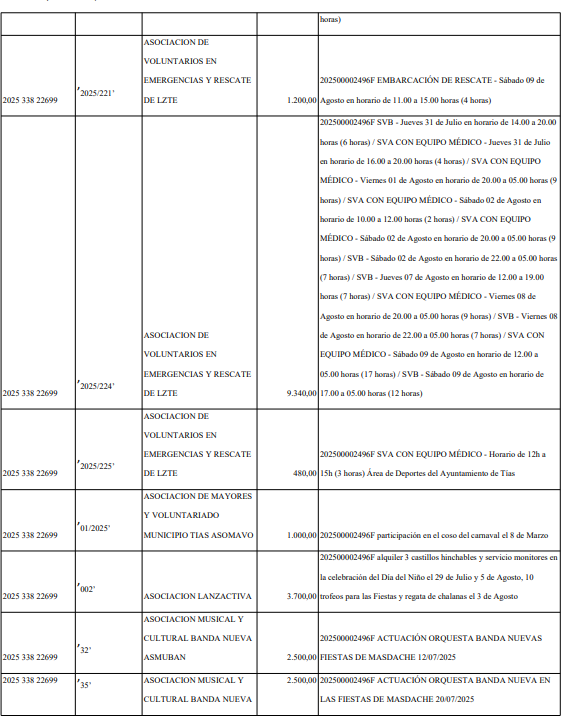 horas)
ASOCIACION DE
VOLUNTARIOS EN
EMERGENCIAS Y RESCATE
DE LZTE
2025 338 22699
'2025/221'
1.200,00
202500002496F EMBARCACIÓN DE RESCATE - Sábado 09 de
Agosto en horario de 11.00 a 15.00 horas (4 horas)
202500002496F SVB - Jueves 31 de Julio en horario de 14.00 a 20.00
horas (6 horas) / SVA CON EQUIPO MÉDICO - Jueves 31 de Julio
en horario de 16.00 a 20.00 horas (4 horas) / SVA CON EQUIPO
MÉDICO - Viernes 01 de Agosto en horario de 20.00 a 05.00 horas (9
horas) / SVA CON EQUIPO MÉDICO - Sábado 02 de Agosto en
horario de 10.00 a 12.00 horas (2 horas) / SVA CON EQUIPO
MÉDICO - Sábado 02 de Agosto en horario de 20.00 a 05.00 horas (9
horas) / SVB - Sábado 02 de Agosto en horario de 22.00 a 05.00 horas
(7 horas) / SVB - Jueves 07 de Agosto en horario de 12.00 a 19.00
horas (7 horas) / SVA CON EQUIPO MÉDICO - Viernes 08 de
Agosto en horario de 20.00 a 05.00 horas (9 horas) / SVB - Viernes 08
de Agosto en horario de 22.00 a 05.00 horas (7 horas) / SVA CON
EQUIPO MÉDICO - Sábado 09 de Agosto en horario de 12.00 a
05.00 horas (17 horas) / SVB - Sábado 09 de Agosto en horario de
17.00 a 05.00 horas (12 horas)
ASOCIACION DE
VOLUNTARIOS EN
EMERGENCIAS Y RESCATE
DE LZTE
2025 338 22699
'2025/224'
9.340,00
ASOCIACION DE
VOLUNTARIOS EN
EMERGENCIAS Y RESCATE
DE LZTE
2025 338 22699
'2025/225'
480,00
202500002496F SVA CON EQUIPO MÉDICO - Horario de 12h a
15h (3 horas) Área de Deportes del Ayuntamiento de Tías
ASOCIACION DE MAYORES
Y VOLUNTARIADO
MUNICIPIO TIAS ASOMAVO
2025 338 22699
'01/2025'
1.000,00
202500002496F participación en el coso del carnaval el 8 de Marzo
202500002496F alquiler 3 castillos hinchables y servicio monitores en
la celebración del Día del Niño el 29 de Julio y 5 de Agosto, 10
trofeos para las Fiestas y regata de chalanas el 3 de Agosto
2025 338 22699
'002'
ASOCIACION LANZACTIVA
3.700,00
ASOCIACION MUSICAL Y
CULTURAL BANDA NUEVA
ASMUBAN
2025 338 22699
'32'
2.500,00
202500002496F ACTUACIÓN ORQUESTA BANDA NUEVAS
FIESTAS DE MASDACHE 12/07/2025
2025 338 22699
'35'
ASOCIACION MUSICAL Y
CULTURAL BANDA NUEVA
2.500,00
202500002496F ACTUACIÓN ORQUESTA BANDA NUEVA EN
LAS FIESTAS DE MASDACHE 20/07/2025